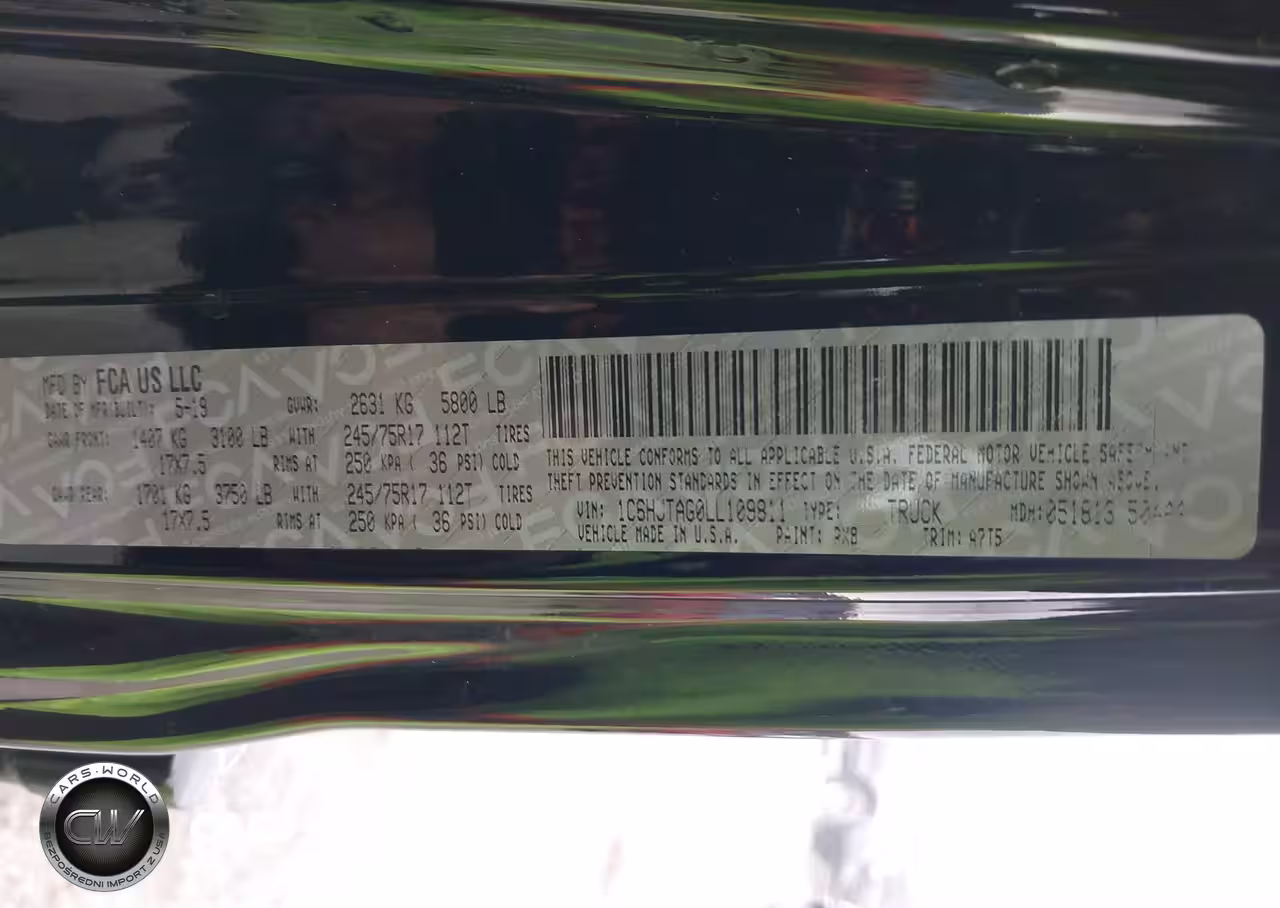 MFD BY FCA US LLC
DATE OF MFR(BUILT): 5-19 GVWR: 2631 KG 5800 LB
GAWR FRONT: 1407 KG 3100 LB WITH 245/75R17 112T TIRES
17X7.5 RIMS AT 250 KPA ( 36 PSI) COLD
GAWR REAR: 1701 KG 3750 LB WITH 245/75R17 112T TIRES
17X7.5 RIMS AT 250 KPA ( 36 PSI) COLD
THIS VEHICLE CONFORMS TO ALL APPLICABLE U.S.A. FEDERAL MOTOR VEHICLE SAFETY AND
THEFT PREVENTION STANDARDS IN EFFECT ON THE DATE OF MANUFACTURE SHOWN ABOVE.
VIN: 1C6HJTAG0LL109811 TYPE: TRUCK MDH:
VEHICLE MADE IN U.S.A. PAINT: TRIM: A7T5
CARS·WORLD
CW
BEZPOŚREDNI IMPORT Z USA